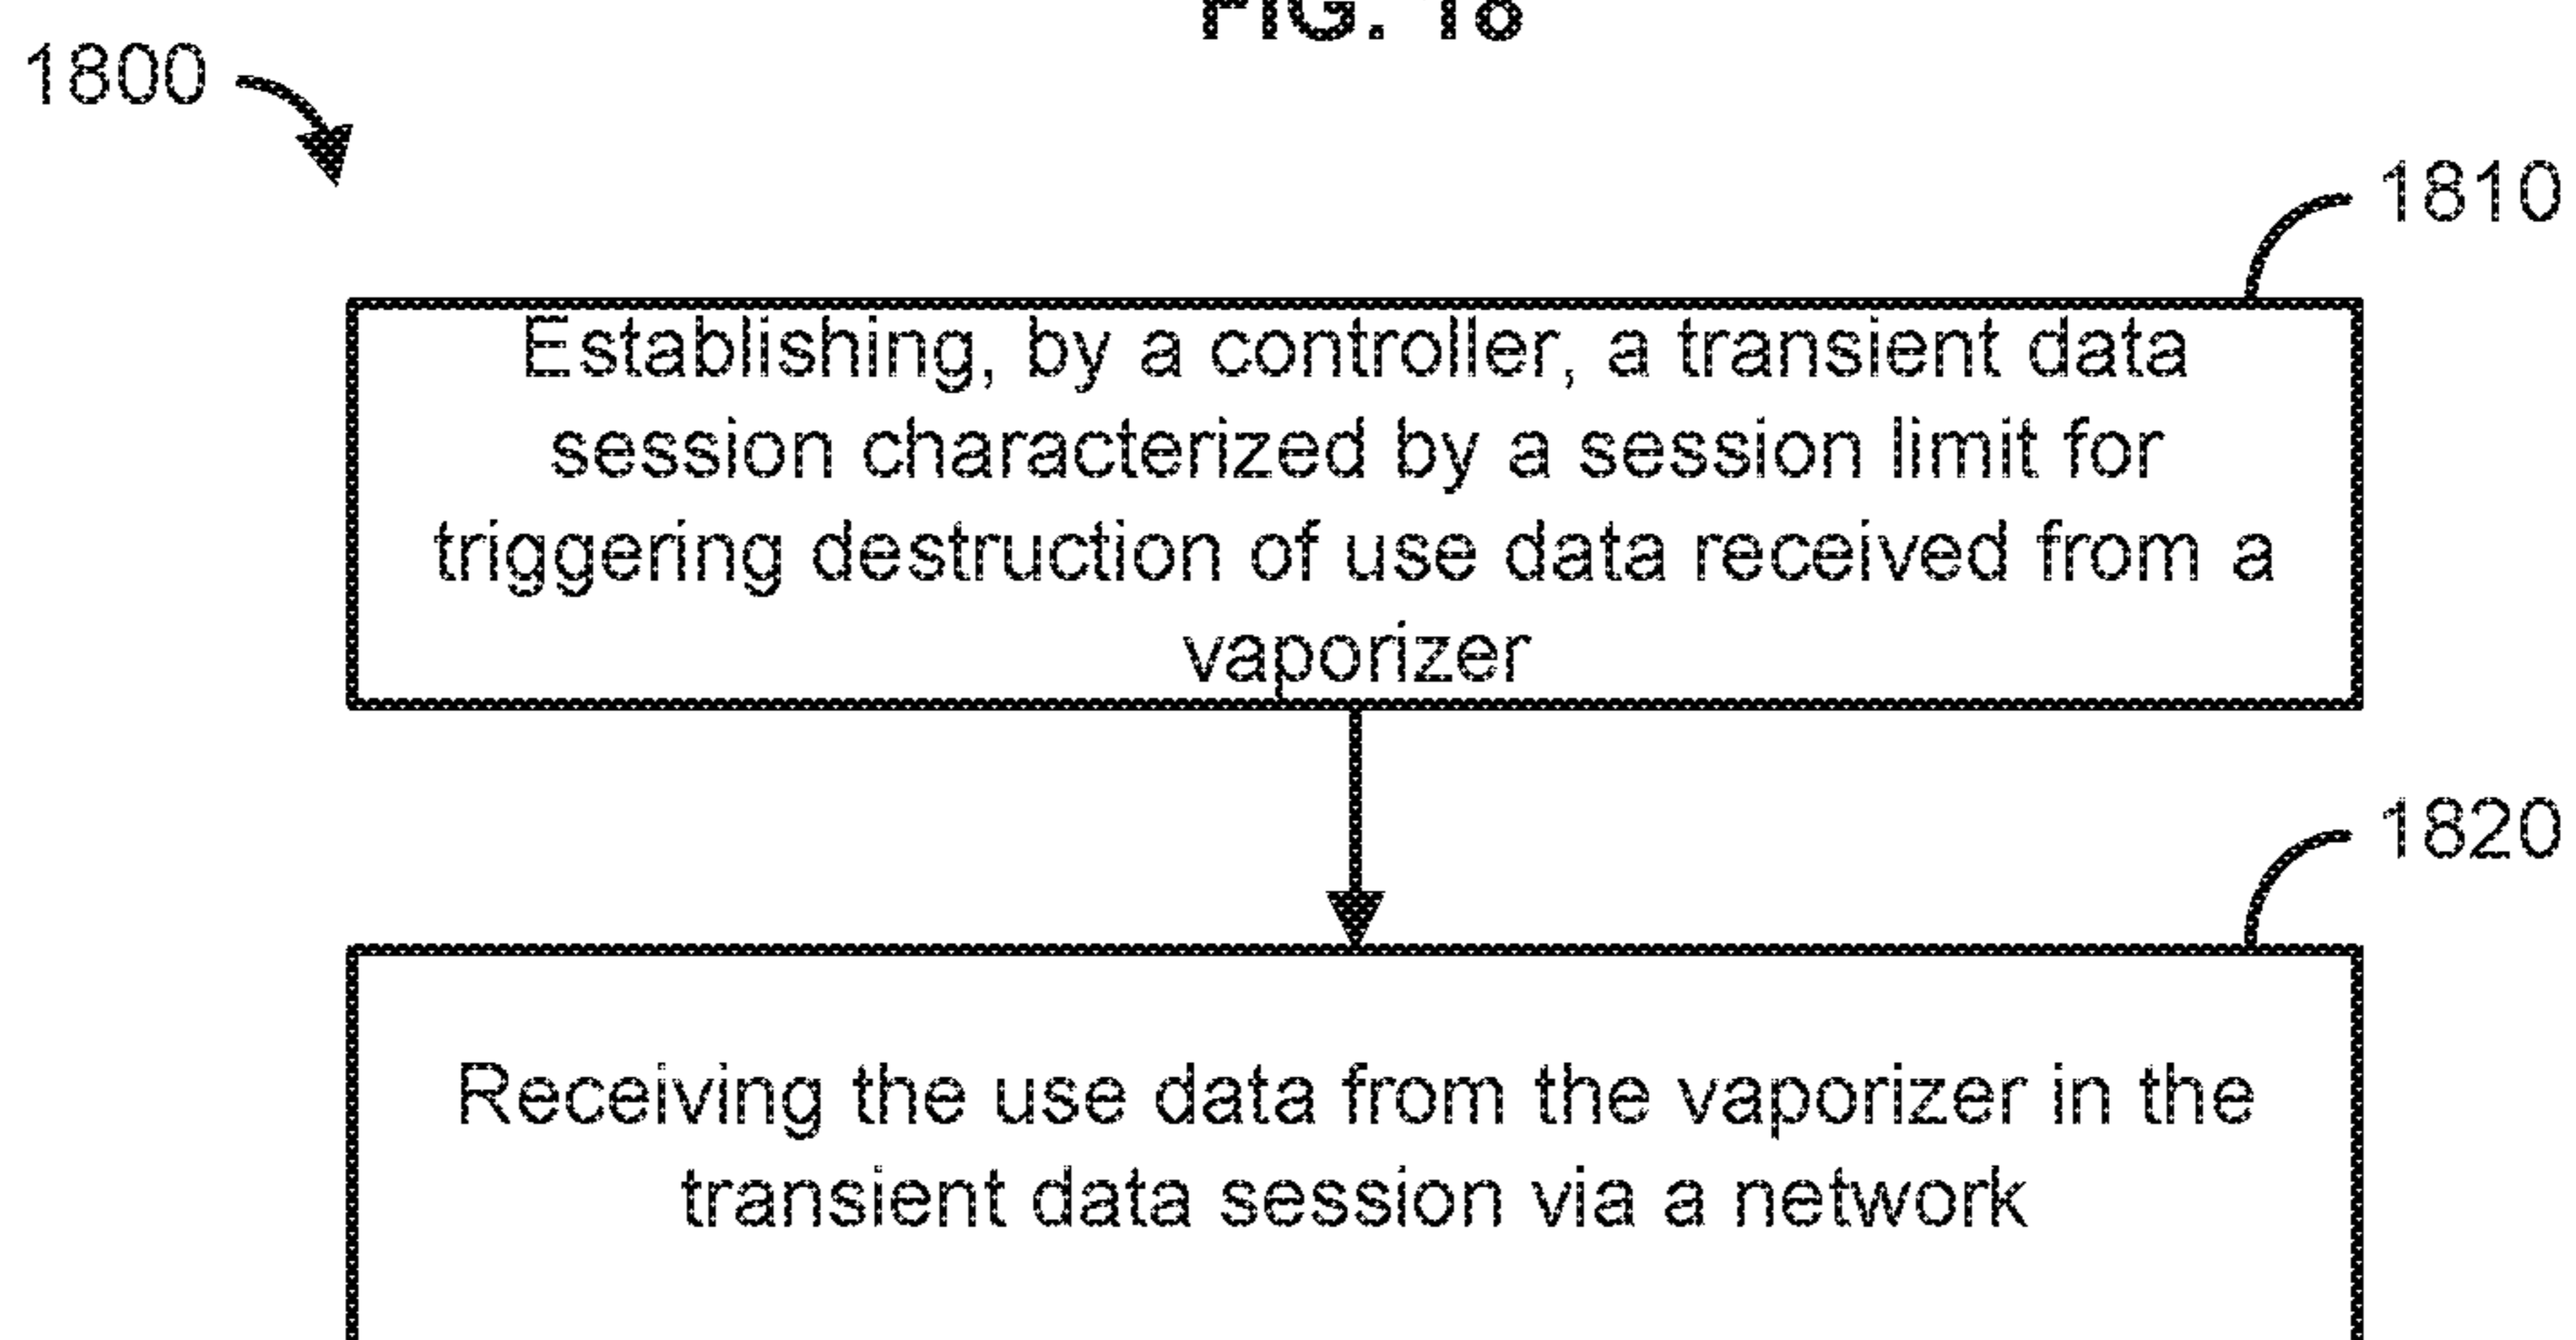 FIG. 18
1800
1810
Establishing, by a controller, a transient data
session characterized by a session limit for
triggering destruction of use data received from a
vaporizer
1820
Receiving the use data from the vaporizer in the
transient data session via a network